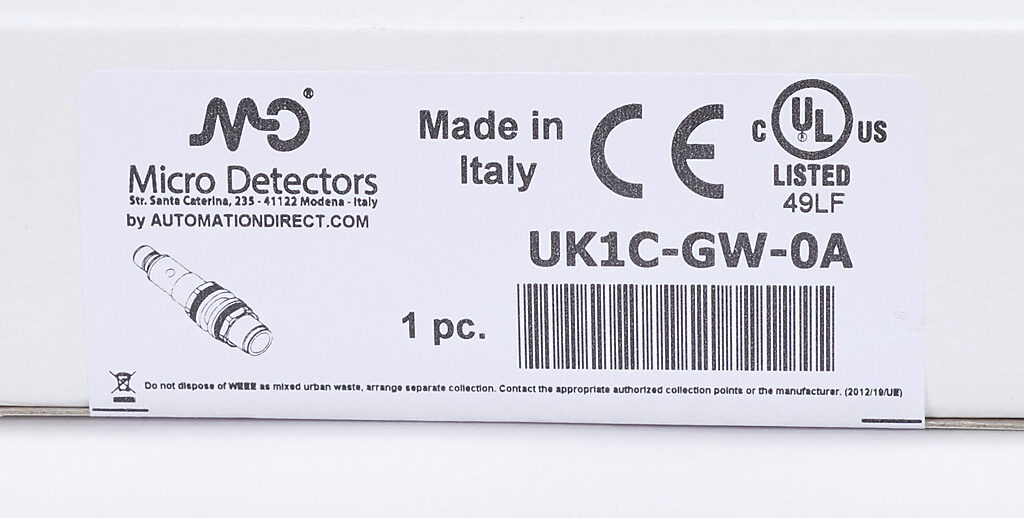 MD®
Micro Detectors
Str. Santa Caterina, 235 - 41122 Modena - Italy
by AUTOMATIONDIRECT.COM
Made in
Italy
CE
C UL US
LISTED
49LF
UK1C-GW-0A
1 pc.
Do not dispose of WEEE as mixed urban waste, arrange separate collection. Contact the appropriate authorized collection points or the manufacturer. (2012/19/UE)